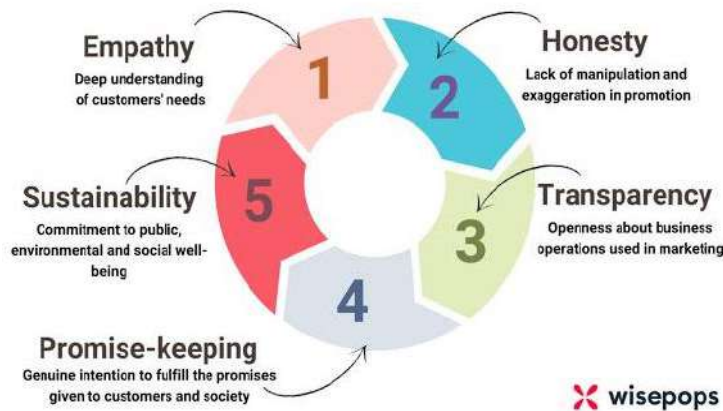 Empathy
Deep understanding
of customers' needs
1
Honesty
Lack of manipulation and
exaggeration in promotion
2
Transparency
Openness about business
operations used in marketing
3
Promise-keeping
Genuine intention to fulfill the promises
given to customers and society
4
Sustainability
Commitment to public,
environmental and social well-
being
5
wisepops